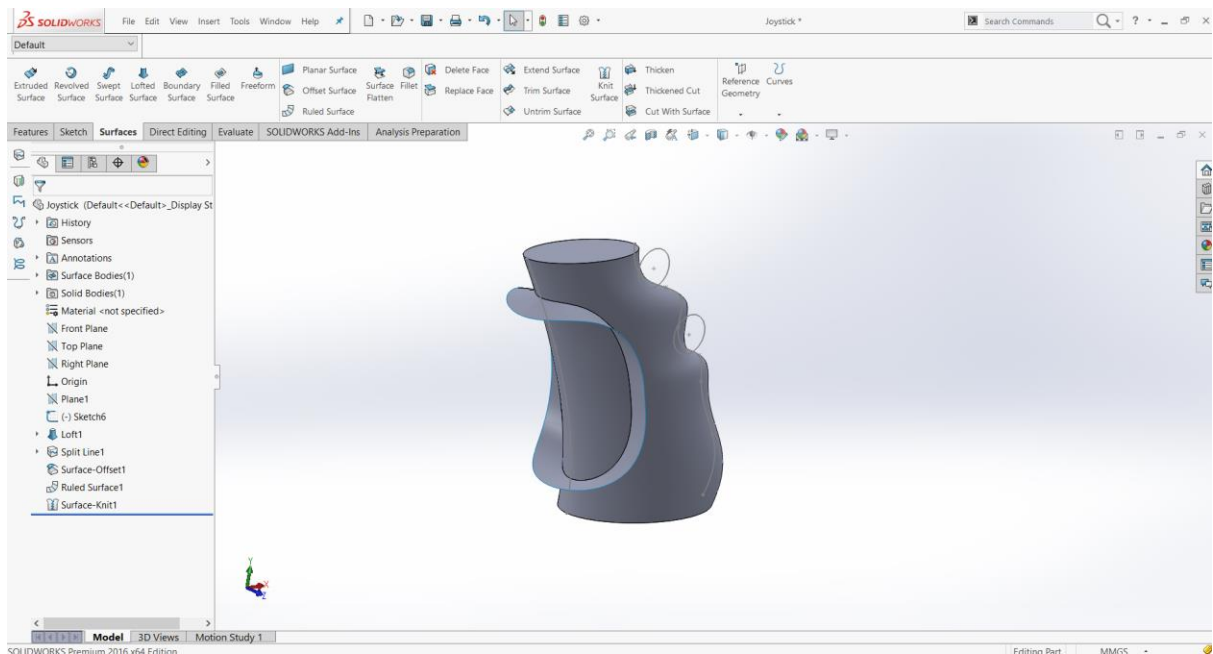 SOLIDWORKS File Edit View Insert Tools Window Help Joystick * Search Commands ?
Default
Extruded Surface
Revolved Surface
Swept Surface
Lofted Surface
Boundary Surface
Filled Surface
Freeform
Planar Surface
Offset Surface
Ruled Surface
Surface Flatten
Fillet
Delete Face
Replace Face
Extend Surface
Trim Surface
Untrim Surface
Knit Surface
Thicken
Thickened Cut
Cut With Surface
Reference Geometry
Curves
Features Sketch Surfaces Direct Editing Evaluate SOLIDWORKS Add-Ins Analysis Preparation
Joystick (Default<<Default>_Display St
History
Sensors
Annotations
Surface Bodies(1)
Solid Bodies(1)
Material <not specified>
Front Plane
Top Plane
Right Plane
Origin
Plane1
(-) Sketch6
Loft1
Split Line1
Surface-Offset1
Ruled Surface1
Surface-Knit1
Y
X
Z
Model 3D Views Motion Study 1
SOLIDWORKS Premium 2016 x64 Edition Editing Part MMGS